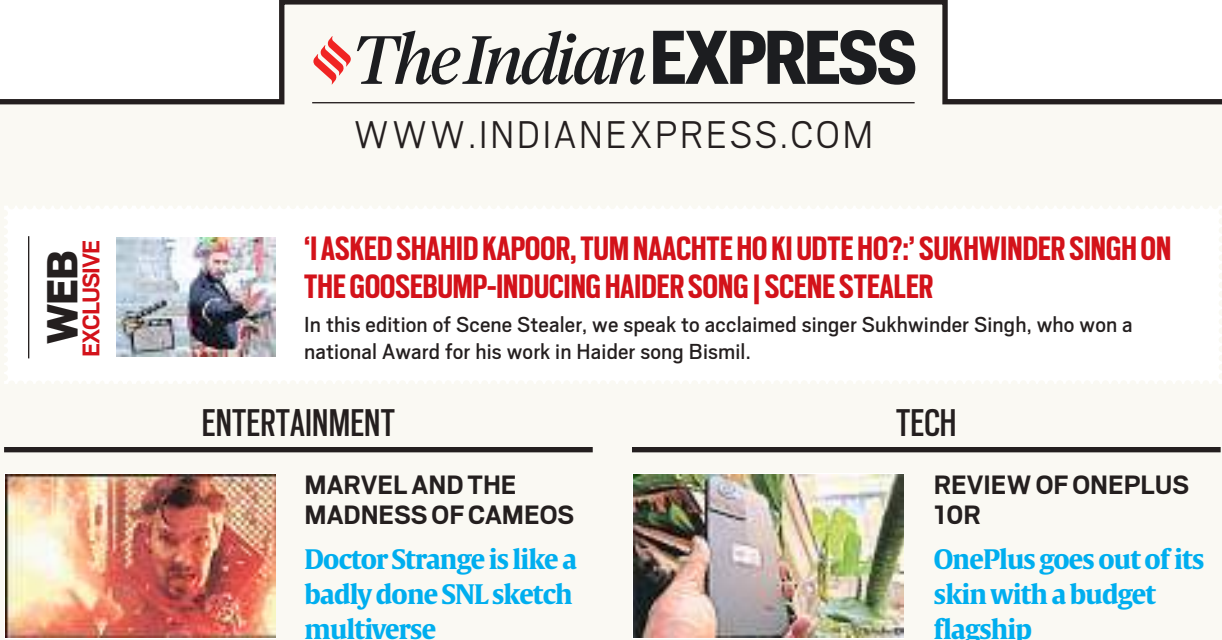 The Indian EXPRESS
WWW.INDIANEXPRESS.COM
WEB
EXCLUSIVE
‘I ASKED SHAHID KAPOOR, TUM NAACHTE HO KI UDTE HO?:’ SUKHWINDER SINGH ON
THE GOOSEBUMP-INDUCING HAIDER SONG | SCENE STEALER
In this edition of Scene Stealer, we speak to acclaimed singer Sukhwinder Singh, who won a
national Award for his work in Haider song Bismil.
ENTERTAINMENT
MARVEL AND THE
MADNESS OF CAMEOS
Doctor Strange is like a
badly done SNL sketch
multiverse
TECH
REVIEW OF ONEPLUS
10R
OnePlus goes out of its
skin with a budget
flagship